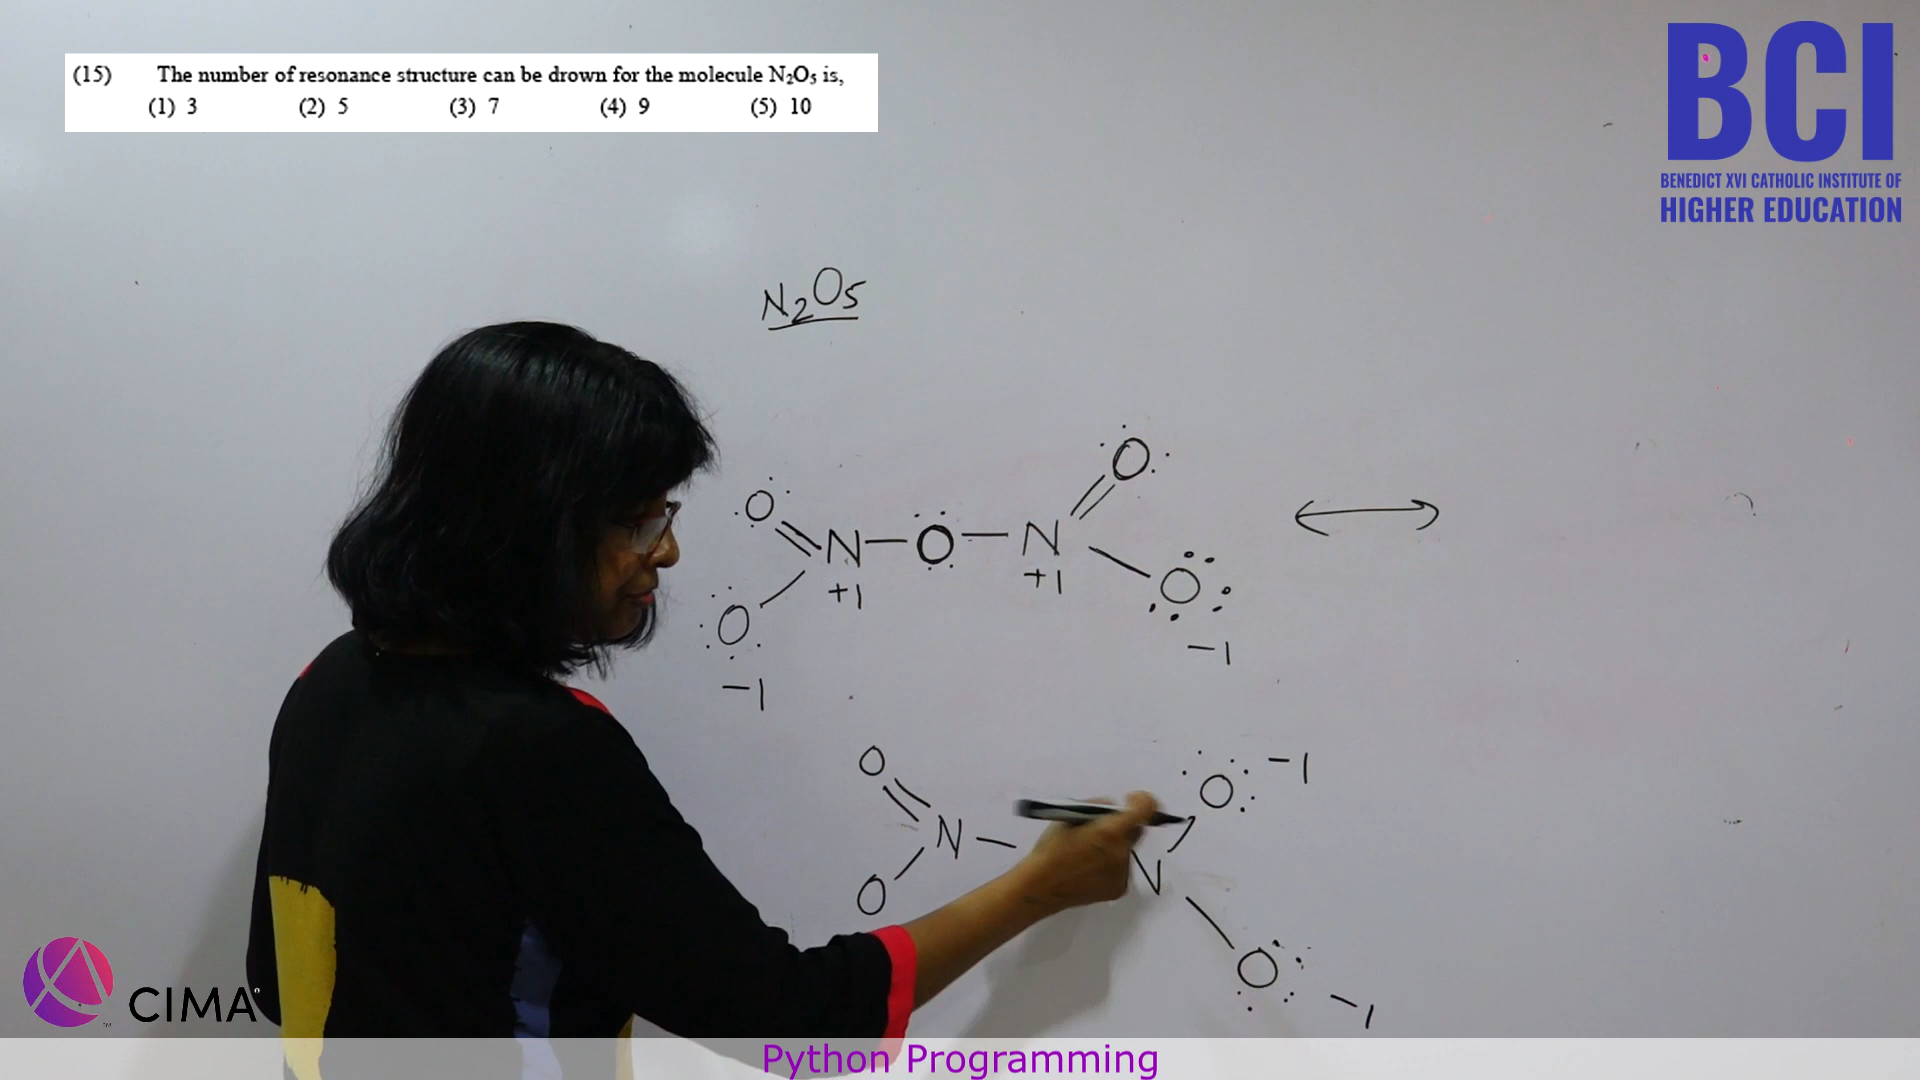 (15) The number of resonance structure can be drown for the molecule N₂O₅ is,
(1) 3 (2) 5 (3) 7 (4) 9 (5) 10
BCI
BENEDICT XVI CATHOLIC INSTITUTE OF
HIGHER EDUCATION
N₂O₅
O
O
N – O – N
+1 +1
O
O
-1
-1
O
O -1
N –
N
O
O
-1
CIMA
Python Programming